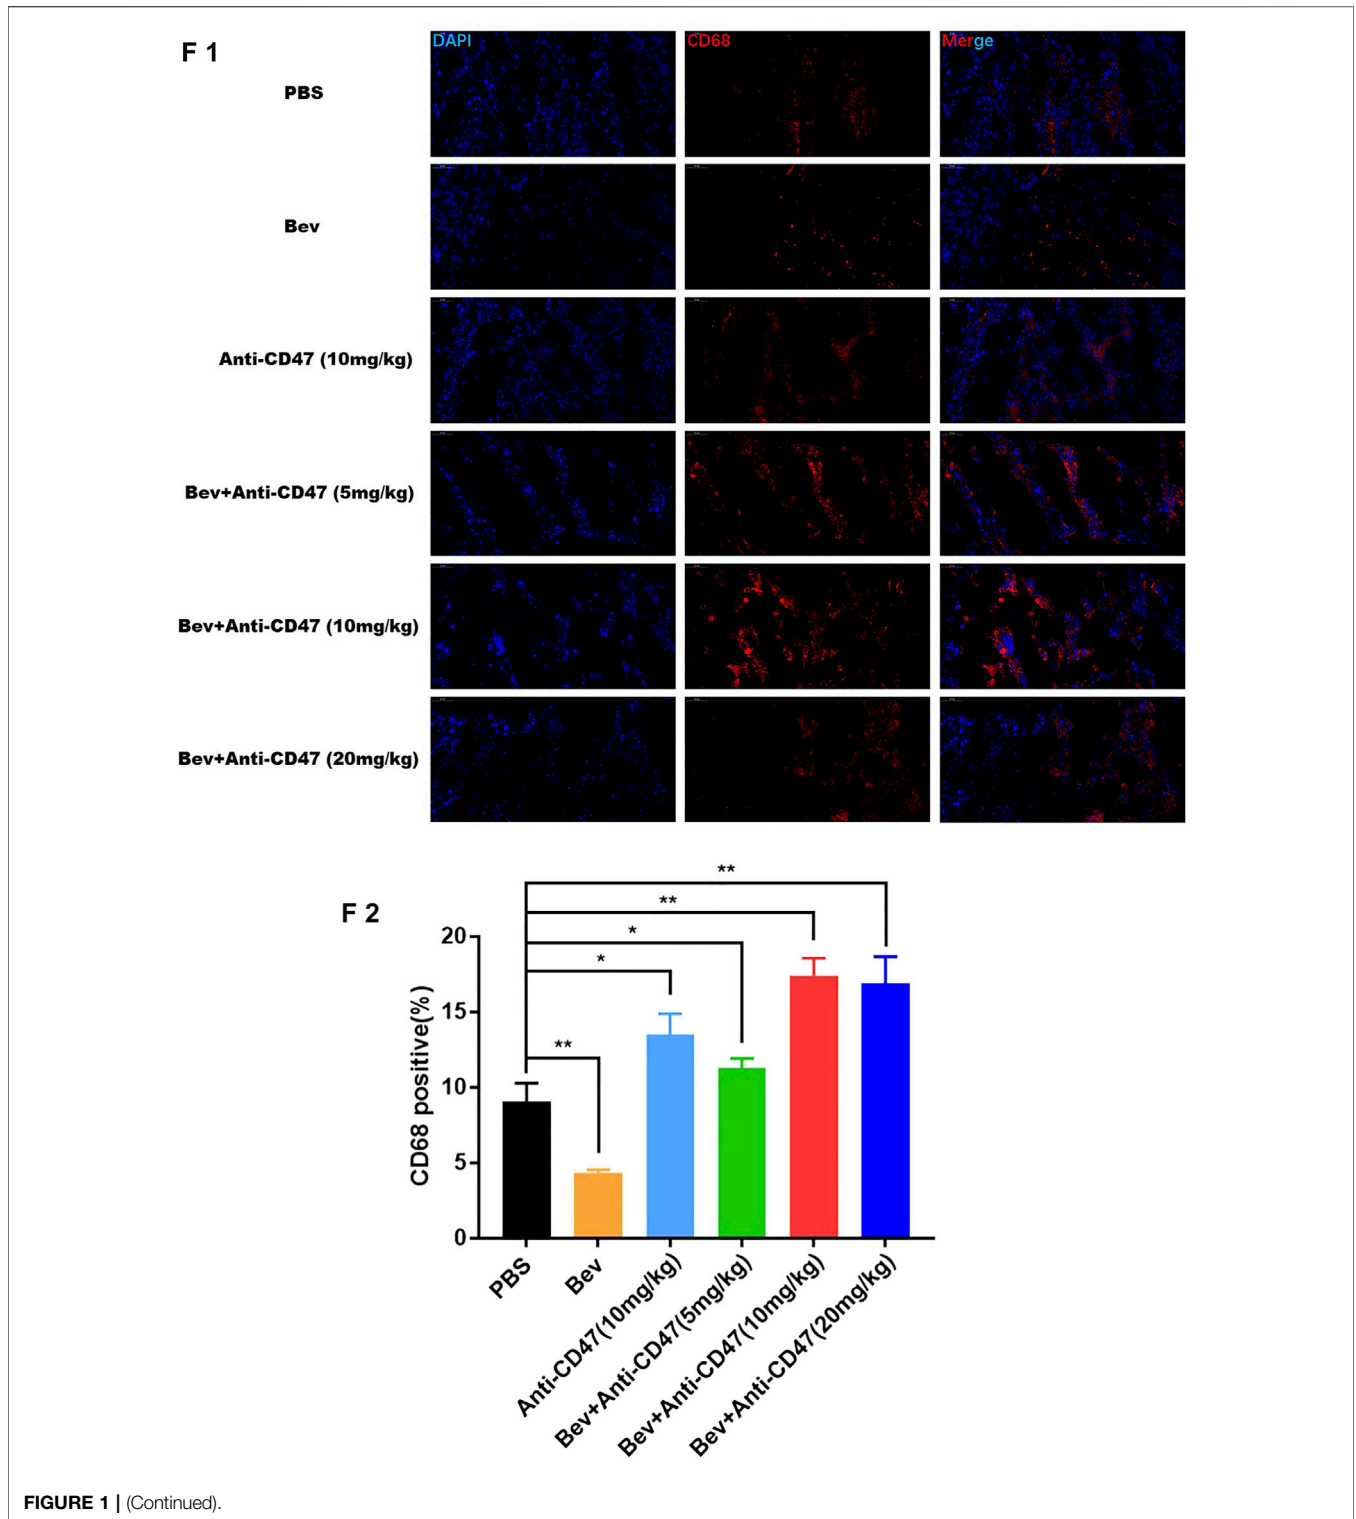 F 1
DAPI CD68 Merge
PBS
Bev
Anti-CD47 (10mg/kg)
Bev+Anti-CD47 (5mg/kg)
Bev+Anti-CD47 (10mg/kg)
Bev+Anti-CD47 (20mg/kg)
F 2
**
**
*
*
**
CD68 positive(%)
20
15
10
5
0
PBS
Bev
Anti-CD47(10mg/kg)
Bev+Anti-CD47(5mg/kg)
Bev+Anti-CD47(10mg/kg)
Bev+Anti-CD47(20mg/kg)
FIGURE 1 | (Continued).